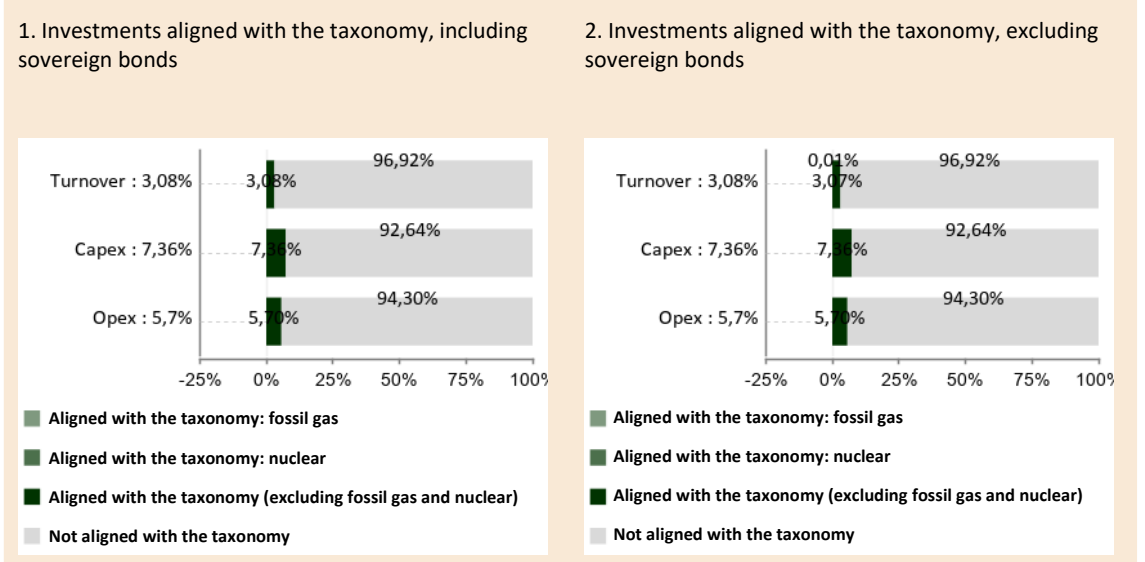 1. Investments aligned with the taxonomy, including
sovereign bonds
96,92%
Turnover : 3,08%
3,08%
92,64%
Capex : 7,36%
7,36%
94,30%
Opex : 5,7%
5,70%
-25% 0% 25% 50% 75% 100%
Aligned with the taxonomy: fossil gas
Aligned with the taxonomy: nuclear
Aligned with the taxonomy (excluding fossil gas and nuclear)
Not aligned with the taxonomy
2. Investments aligned with the taxonomy, excluding
sovereign bonds
0,01% 96,92%
Turnover : 3,08%
3,07%
92,64%
Capex : 7,36%
7,36%
94,30%
Opex : 5,7%
5,70%
-25% 0% 25% 50% 75% 100%
Aligned with the taxonomy: fossil gas
Aligned with the taxonomy: nuclear
Aligned with the taxonomy (excluding fossil gas and nuclear)
Not aligned with the taxonomy